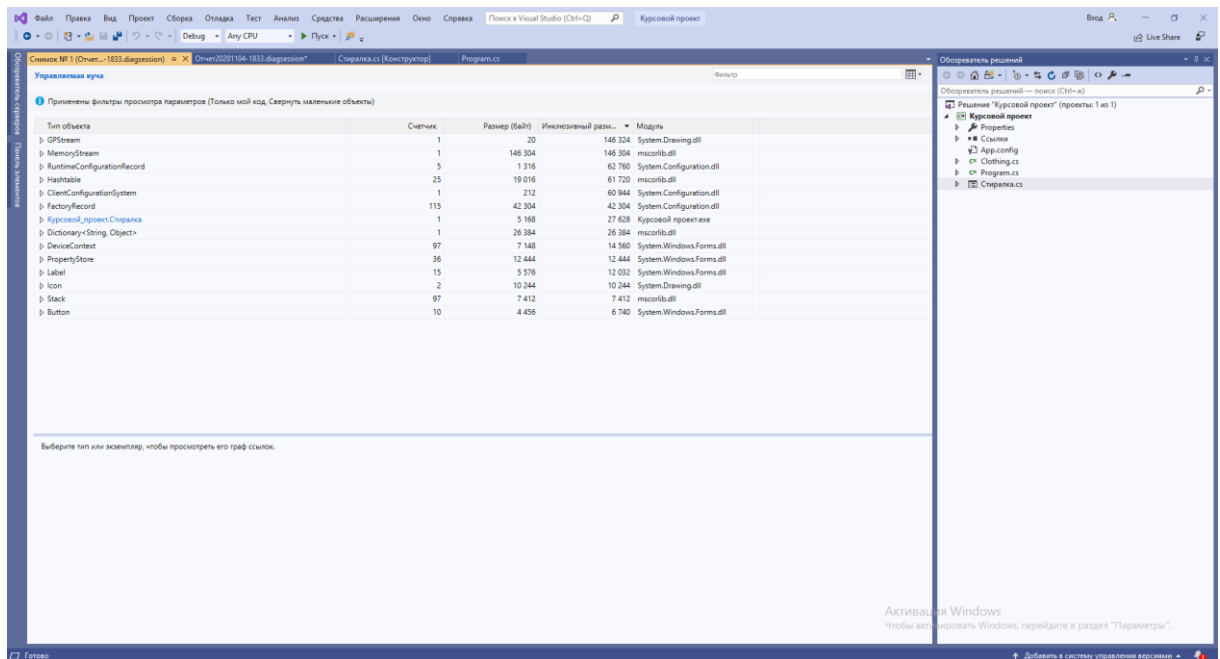 Файл Правка Вид Проект Сборка Отладка Тест Анализ Средства Расширения Окно Справка Поиск в Visual Studio (Ctrl+Q) Курсовой проект Вход
Debug Any CPU Пуск Live Share
Снимок № 1 (Отчет...-1833.diagsession) Отчет20201104-1833.diagsession* Стиралка.cs [Конструктор] Program.cs
Управляемая куча Фильтр
Применены фильтры просмотра параметров (Только мой код, Свернуть маленькие объекты)
Тип объекта Счетчик Размер (байт) Инклюзивный разм... Модуль
GPStream 1 20 146 324 System.Drawing.dll
MemoryStream 1 146 304 146 304 mscorlib.dll
RuntimeConfigurationRecord 5 1 316 62 760 System.Configuration.dll
Hashtable 25 19 016 61 720 mscorlib.dll
ClientConfigurationSystem 1 212 60 944 System.Configuration.dll
FactoryRecord 115 42 304 42 304 System.Configuration.dll
Курсовой_проект.Стиралка 1 5 168 27 628 Курсовой проект.exe
Dictionary<String, Object> 1 26 384 26 384 mscorlib.dll
DeviceContext 97 7 148 14 560 System.Windows.Forms.dll
PropertyStore 36 12 444 12 444 System.Windows.Forms.dll
Label 15 5 576 12 032 System.Windows.Forms.dll
Icon 2 10 244 10 244 System.Drawing.dll
Stack 97 7 412 7 412 mscorlib.dll
Button 10 4 456 6 740 System.Windows.Forms.dll
Выберите тип или экземпляр, чтобы просмотреть его граф ссылок.
Обозреватель серверов
Панель элементов
Обозреватель решений
Обозреватель решений — поиск (Ctrl+ж)
Решение "Курсовой проект" (проекты: 1 из 1)
Курсовой проект
Properties
Ссылки
App.config
C# Clothing.cs
C# Program.cs
Стиралка.cs
Активация Windows
Чтобы активировать Windows, перейдите в раздел "Параметры".
Готово Добавить в систему управления версиями